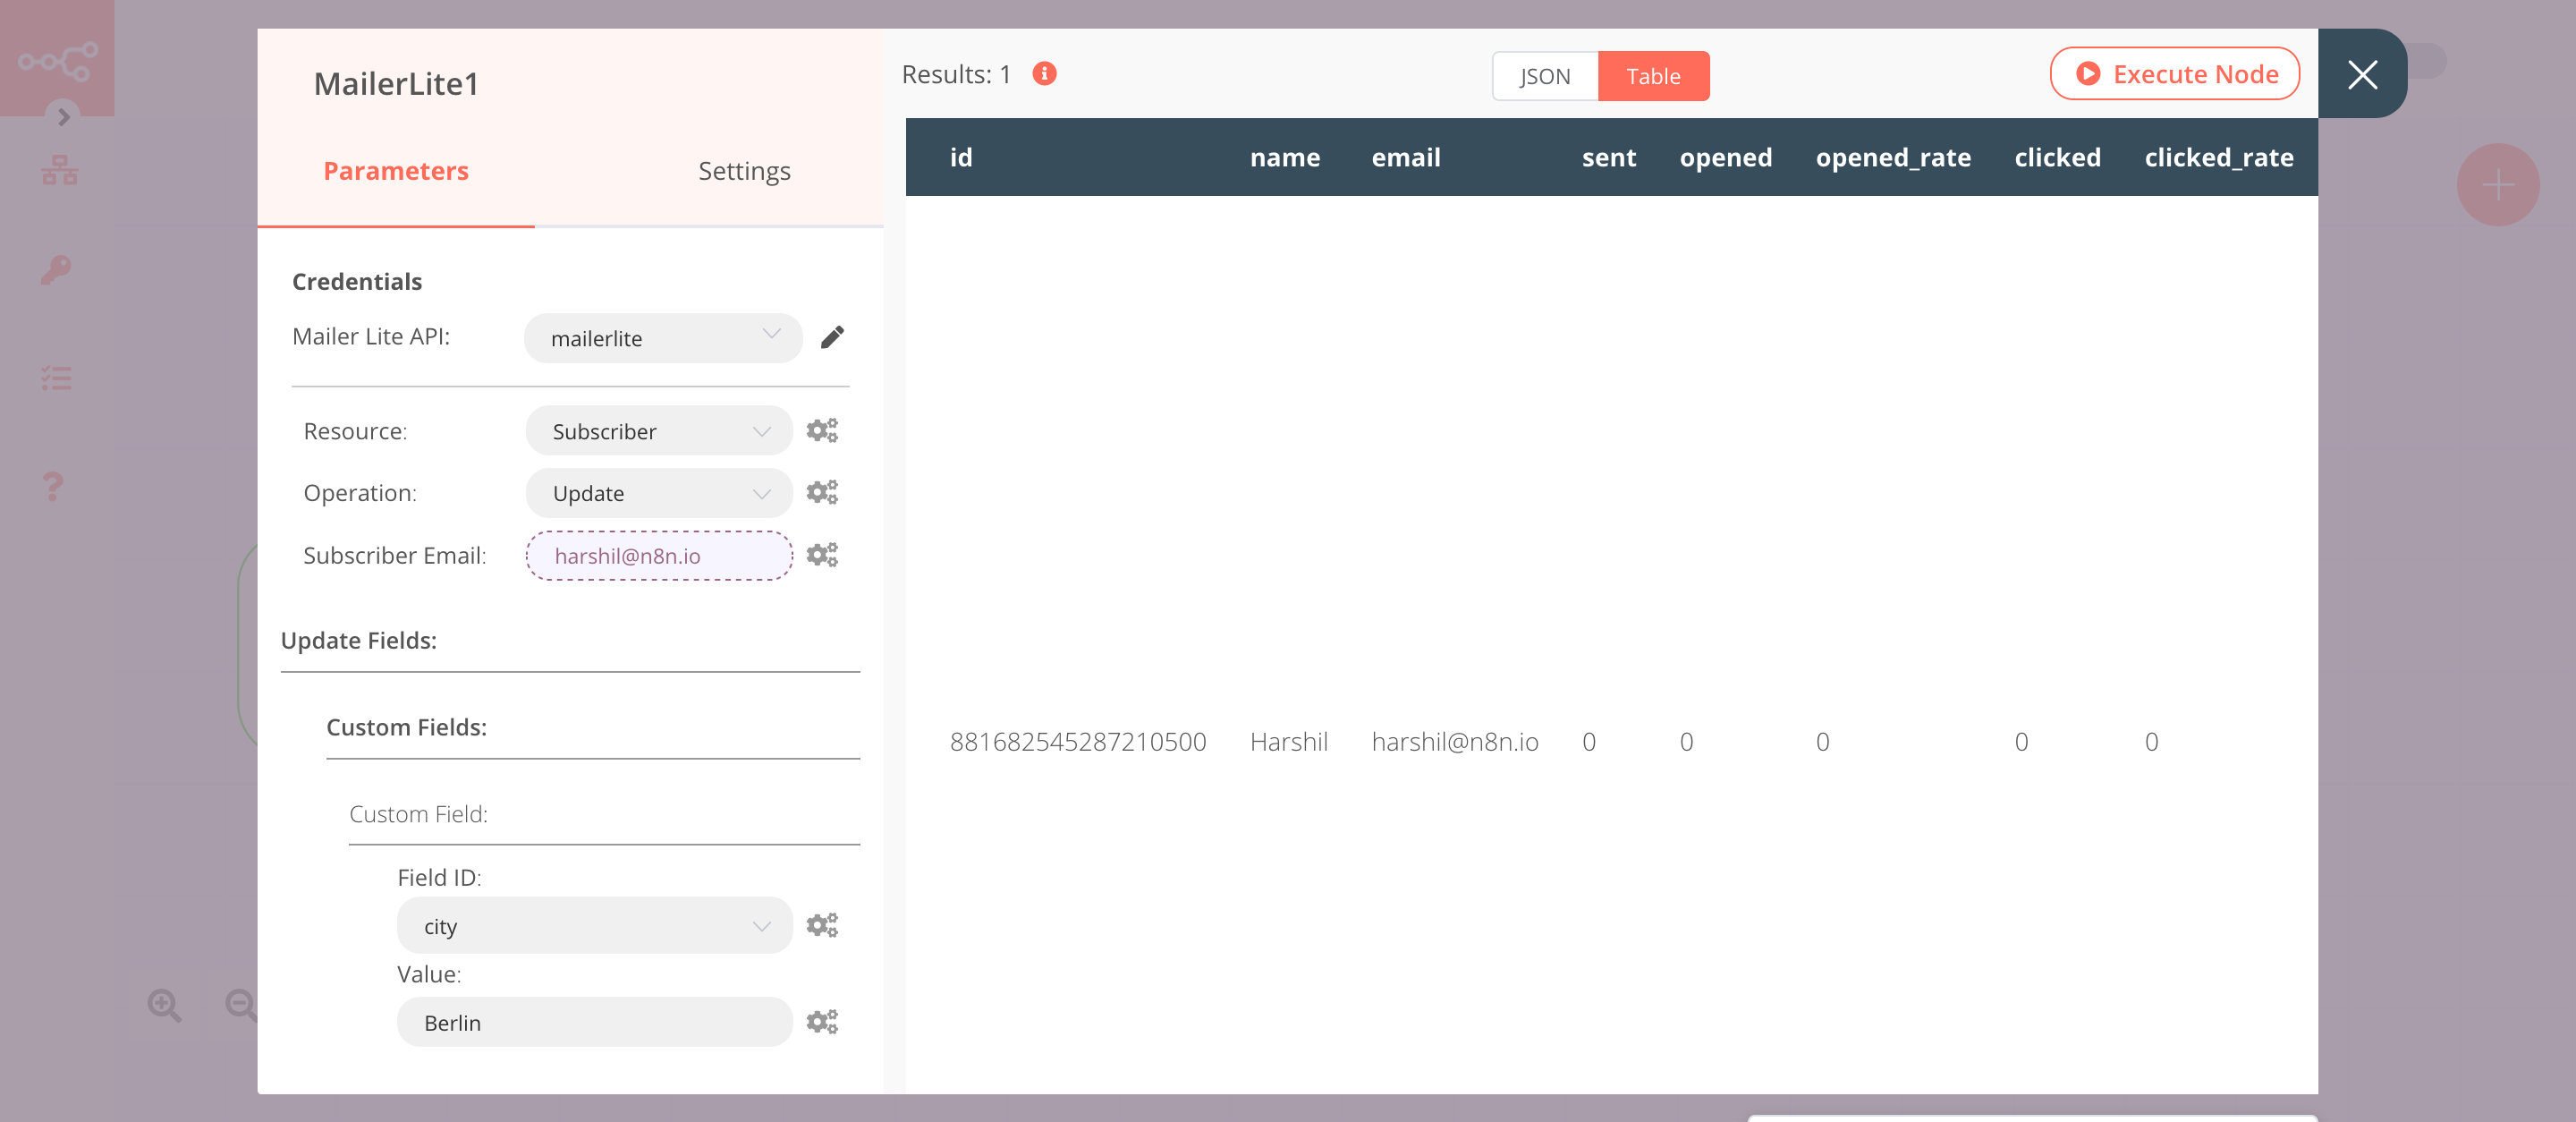 MailerLite1
Parameters
Settings
Credentials
Mailer Lite API:
mailerlite
Resource:
Subscriber
Operation:
Update
Subscriber Email:
harshil@n8n.io
Update Fields:
Custom Fields:
Custom Field:
Field ID:
city
Value:
Berlin
Results: 1
JSON
Table
Execute Node
id name email sent opened opened_rate clicked clicked_rate
881682545287210500 Harshil harshil@n8n.io 0 0 0 0 0